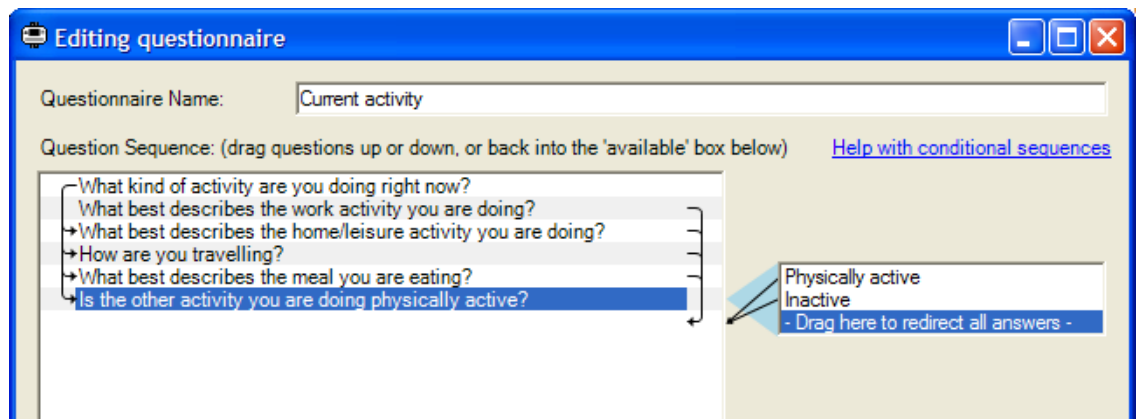 Editing questionnaire
Questionnaire Name: Current activity
Question Sequence: (drag questions up or down, or back into the 'available' box below) Help with conditional sequences
What kind of activity are you doing right now?
What best describes the work activity you are doing?
What best describes the home/leisure activity you are doing?
How are you travelling?
What best describes the meal you are eating?
Is the other activity you are doing physically active?
Physically active
Inactive
- Drag here to redirect all answers -